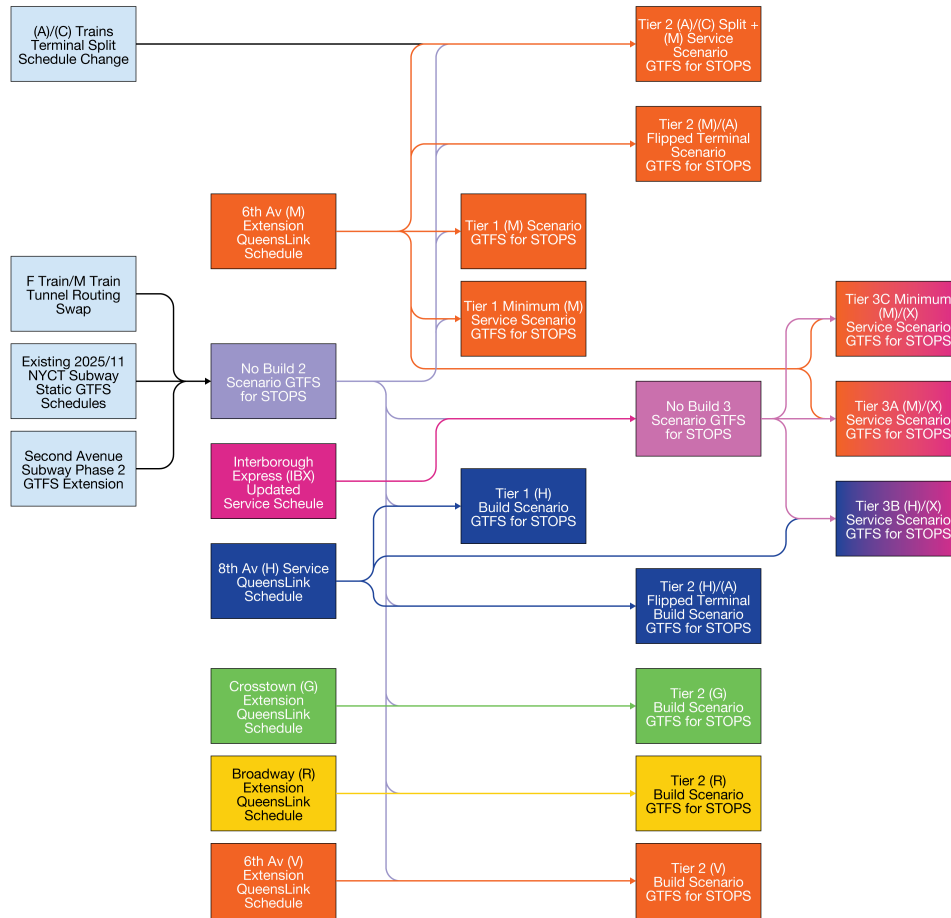 (A)/(C) Trains
Terminal Split
Schedule Change
Tier 2 (A)/(C) Split +
(M) Service
Scenario
GTFS for STOPS
Tier 2 (M)/(A)
Flipped Terminal
Scenario
GTFS for STOPS
6th Av (M)
Extension
QueensLink
Schedule
Tier 1 (M) Scenario
GTFS for STOPS
F Train/M Train
Tunnel Routing
Swap
Tier 1 Minimum (M)
Service Scenario
GTFS for STOPS
Tier 3C Minimum
(M)/(X)
Service Scenario
GTFS for STOPS
Existing 2025/11
NYCT Subway
Static GTFS
Schedules
No Build 2
Scenario GTFS
for STOPS
No Build 3
Scenario GTFS
for STOPS
Tier 3A (M)/(X)
Service Scenario
GTFS for STOPS
Second Avenue
Subway Phase 2
GTFS Extension
Interborough
Express (IBX)
Updated
Service Scheule
Tier 1 (H)
Build Scenario
GTFS for STOPS
Tier 3B (H)/(X)
Service Scenario
GTFS for STOPS
8th Av (H) Service
QueensLink
Schedule
Tier 2 (H)/(A)
Flipped Terminal
Build Scenario
GTFS for STOPS
Crosstown (G)
Extension
QueensLink
Schedule
Tier 2 (G)
Build Scenario
GTFS for STOPS
Broadway (R)
Extension
QueensLink
Schedule
Tier 2 (R)
Build Scenario
GTFS for STOPS
6th Av (V)
Extension
QueensLink
Schedule
Tier 2 (V)
Build Scenario
GTFS for STOPS